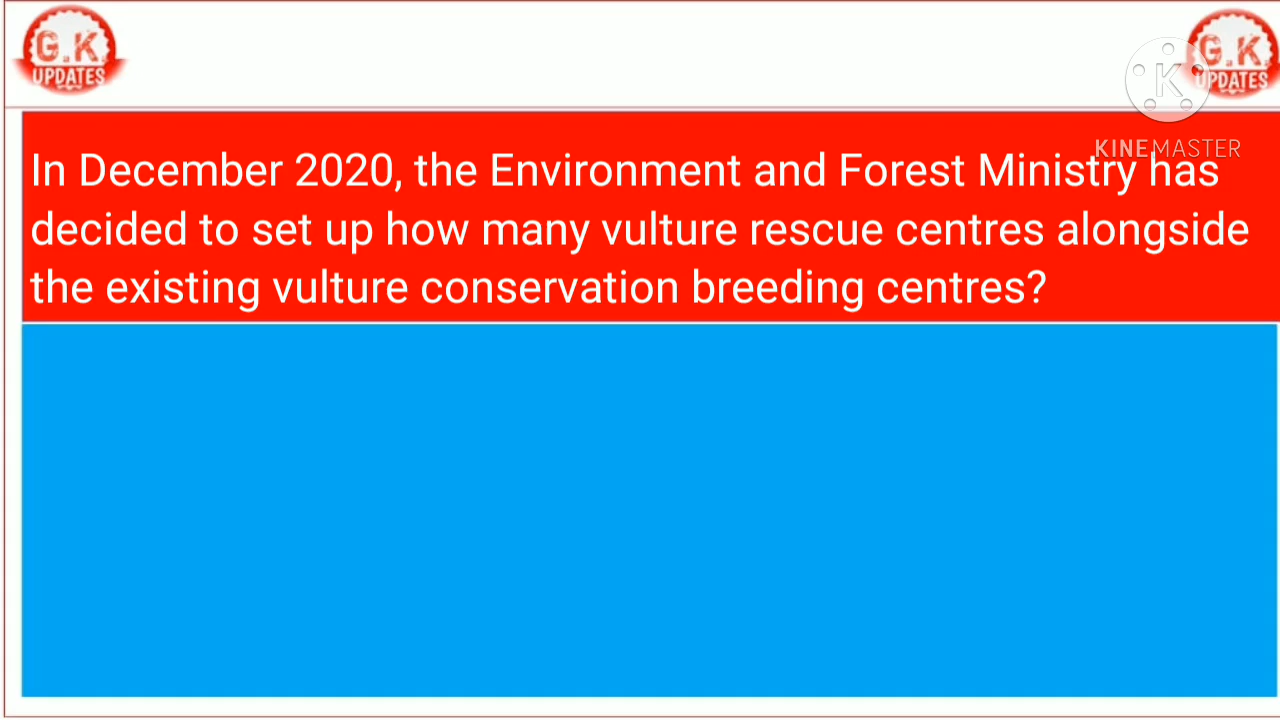 G.K.
UPDATES
G.K.
UPDATES
K
KINEMASTER
In December 2020, the Environment and Forest Ministry has
decided to set up how many vulture rescue centres alongside
the existing vulture conservation breeding centres?